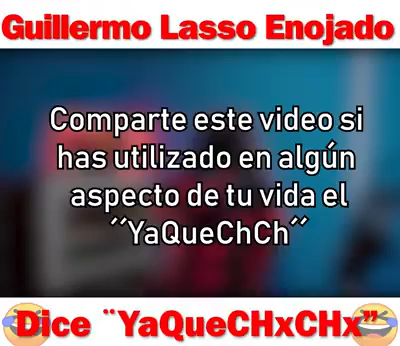 Guillermo Lasso Enojado
Comparte este video si
has utilizado en algún
aspecto de tu vida el
´´YaQueChCh´´
Dice ¨YaQueCHxCHx”